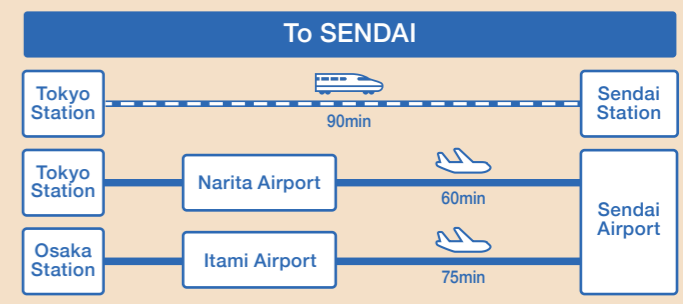 To SENDAI
Tokyo
Station
90min
Sendai
Station
Tokyo
Station
Narita Airport
60min
Sendai
Airport
Osaka
Station
Itami Airport
75min